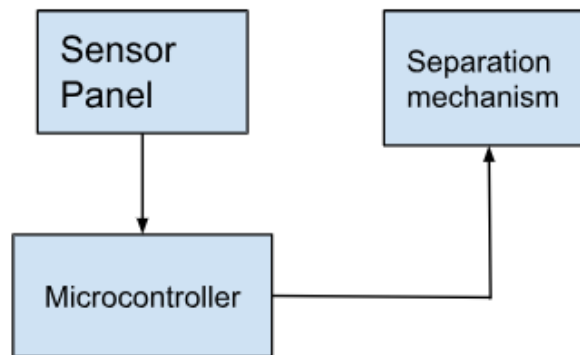 Sensor
Panel
Separation
mechanism
Microcontroller